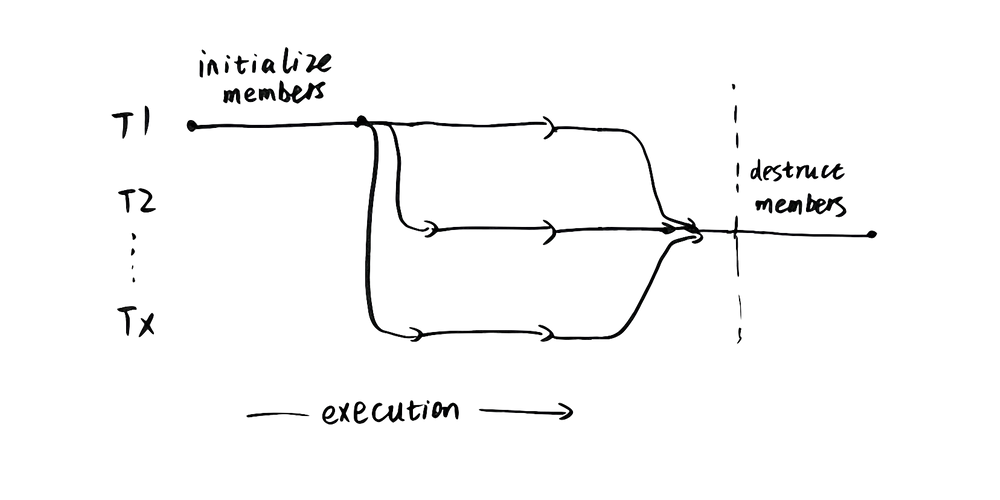 initialize
members
T1
T2
Tx
destruct
members
execution